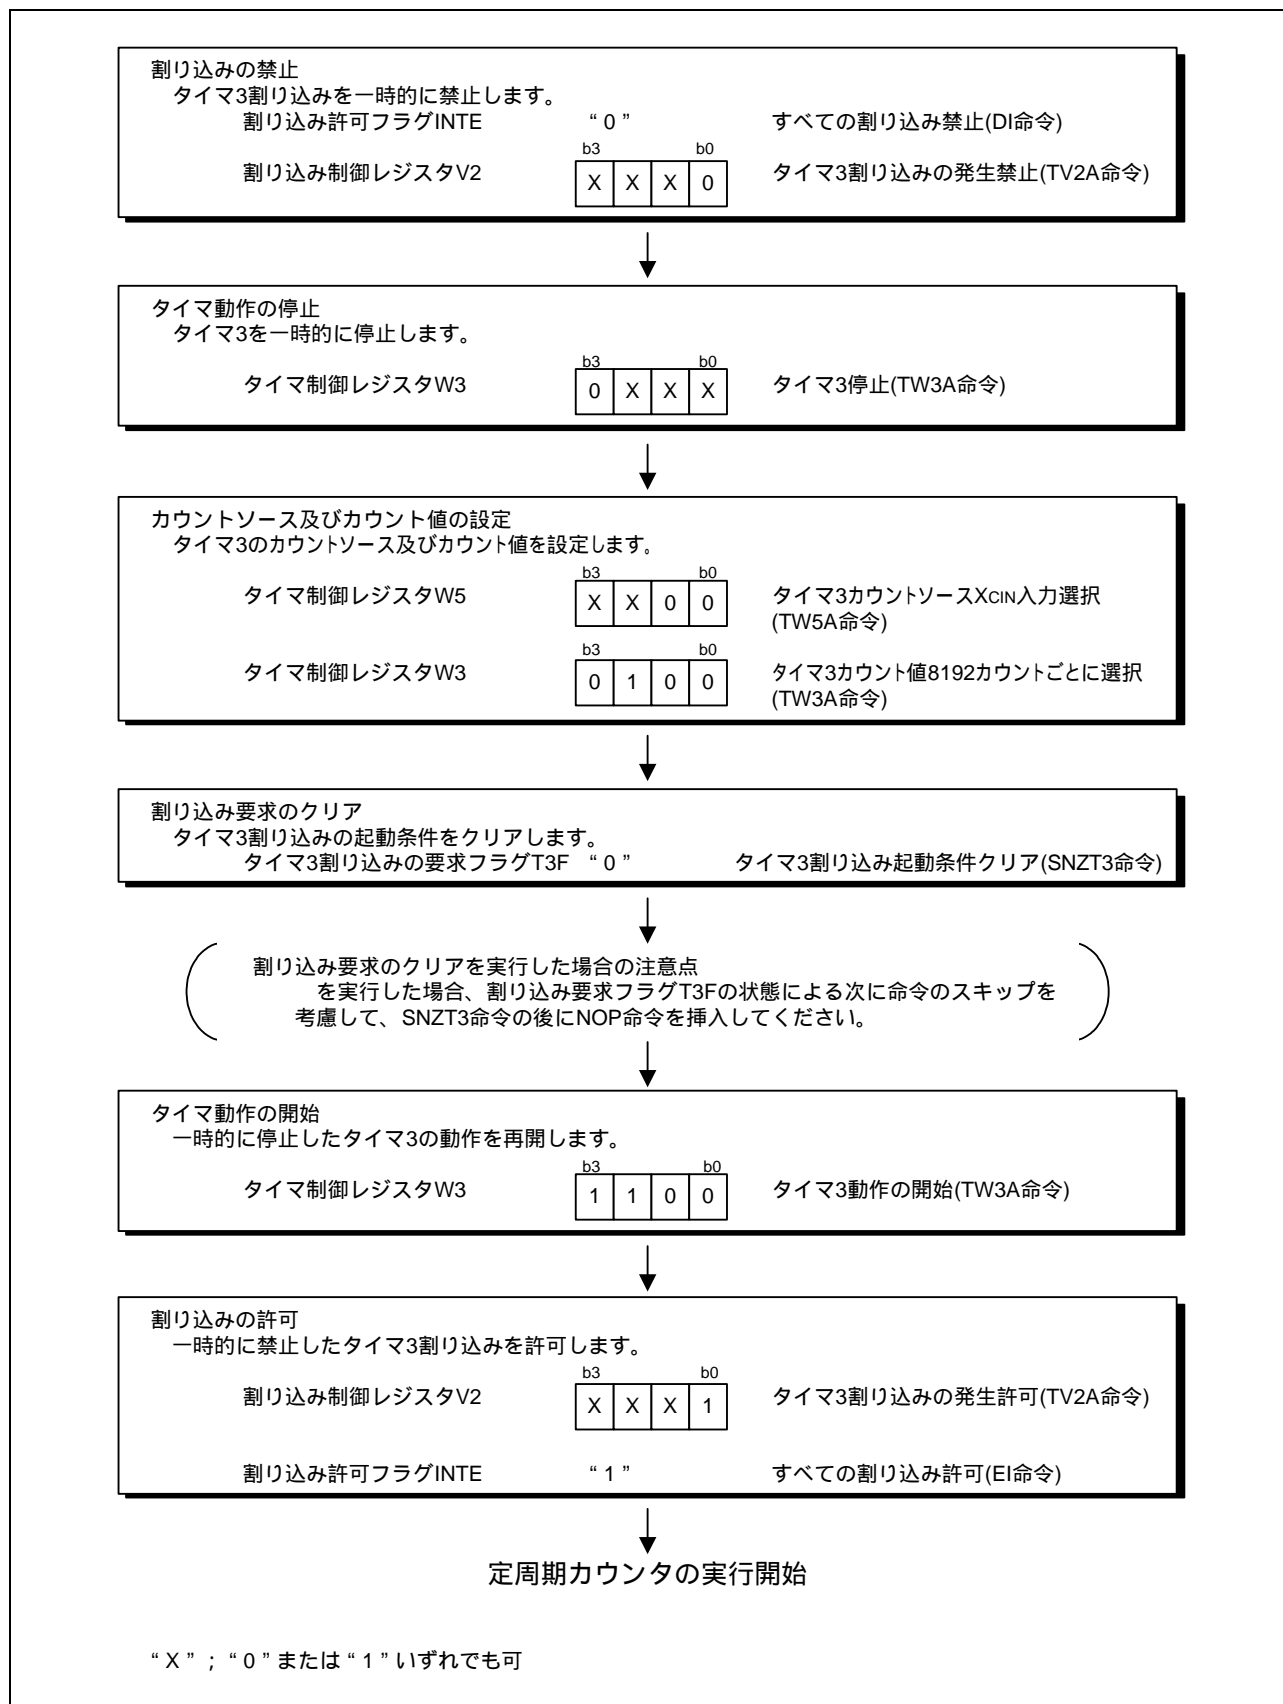 割り込みの禁止
タイマ3割り込みを一時的に禁止します。
割り込み許可フラグINTE “0” すべての割り込み禁止(DI命令)
b3 b0
割り込み制御レジスタV2 X X X 0 タイマ3割り込みの発生禁止(TV2A命令)
タイマ動作の停止
タイマ3を一時的に停止します。
b3 b0
タイマ制御レジスタW3 0 X X X タイマ3停止(TW3A命令)
カウントソース及びカウント値の設定
タイマ3のカウントソース及びカウント値を設定します。
b3 b0
タイマ制御レジスタW5 X X 0 0 タイマ3カウントソースXCIN入力選択
(TW5A命令)
b3 b0
タイマ制御レジスタW3 0 1 0 0 タイマ3カウント値8192カウントごとに選択
(TW3A命令)
割り込み要求のクリア
タイマ3割り込みの起動条件をクリアします。
タイマ3割り込みの要求フラグT3F “0” タイマ3割り込み起動条件クリア(SNZT3命令)
割り込み要求のクリアを実行した場合の注意点
を実行した場合、割り込み要求フラグT3Fの状態による次に命令のスキップを
考慮して、SNZT3命令の後にNOP命令を挿入してください。
タイマ動作の開始
一時的に停止したタイマ3の動作を再開します。
b3 b0
タイマ制御レジスタW3 1 1 0 0 タイマ3動作の開始(TW3A命令)
割り込みの許可
一時的に禁止したタイマ3割り込みを許可します。
b3 b0
割り込み制御レジスタV2 X X X 1 タイマ3割り込みの発生許可(TV2A命令)
割り込み許可フラグINTE “1” すべての割り込み許可(EI命令)
定周期カウンタの実行開始
“X”；“0”または“1”いずれでも可